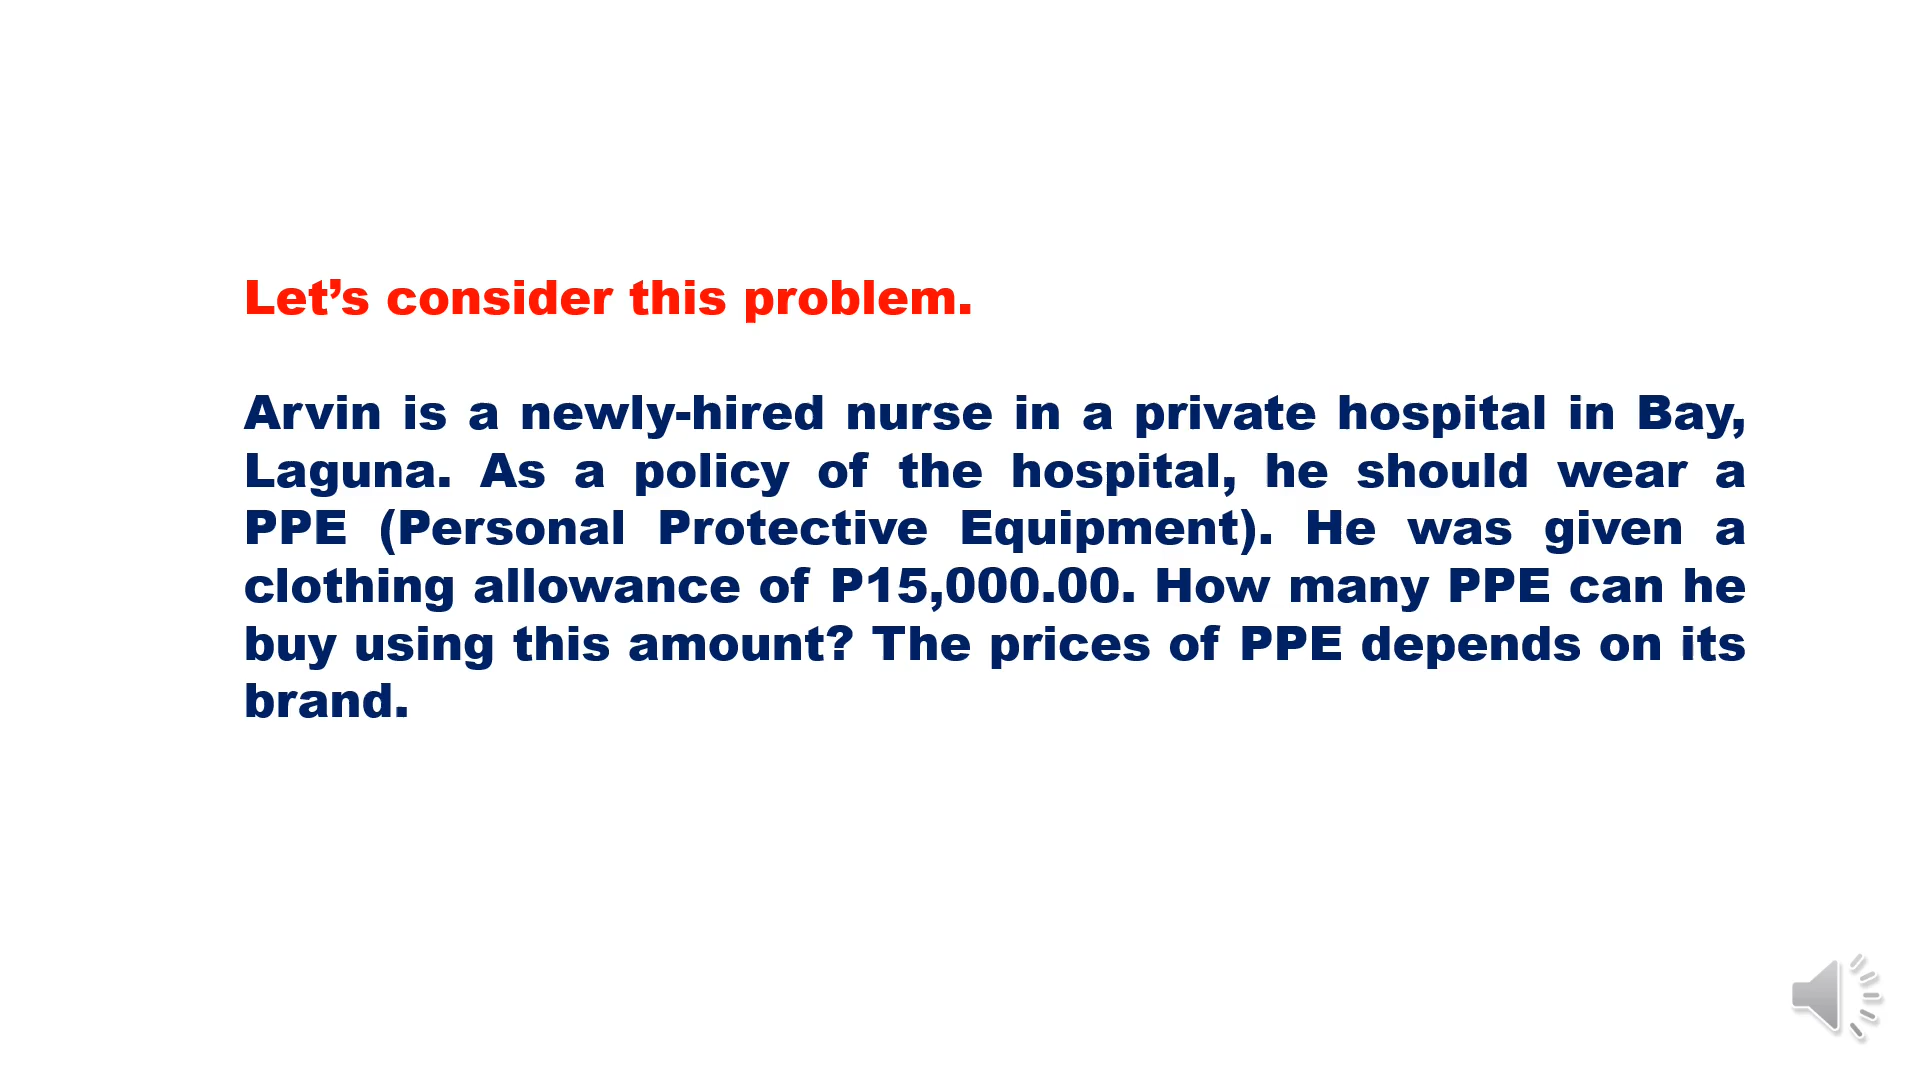 Let’s consider this problem.
Arvin is a newly-hired nurse in a private hospital in Bay,
Laguna. As a policy of the hospital, he should wear a
PPE (Personal Protective Equipment). He was given a
clothing allowance of P15,000.00. How many PPE can he
buy using this amount? The prices of PPE depends on its
brand.